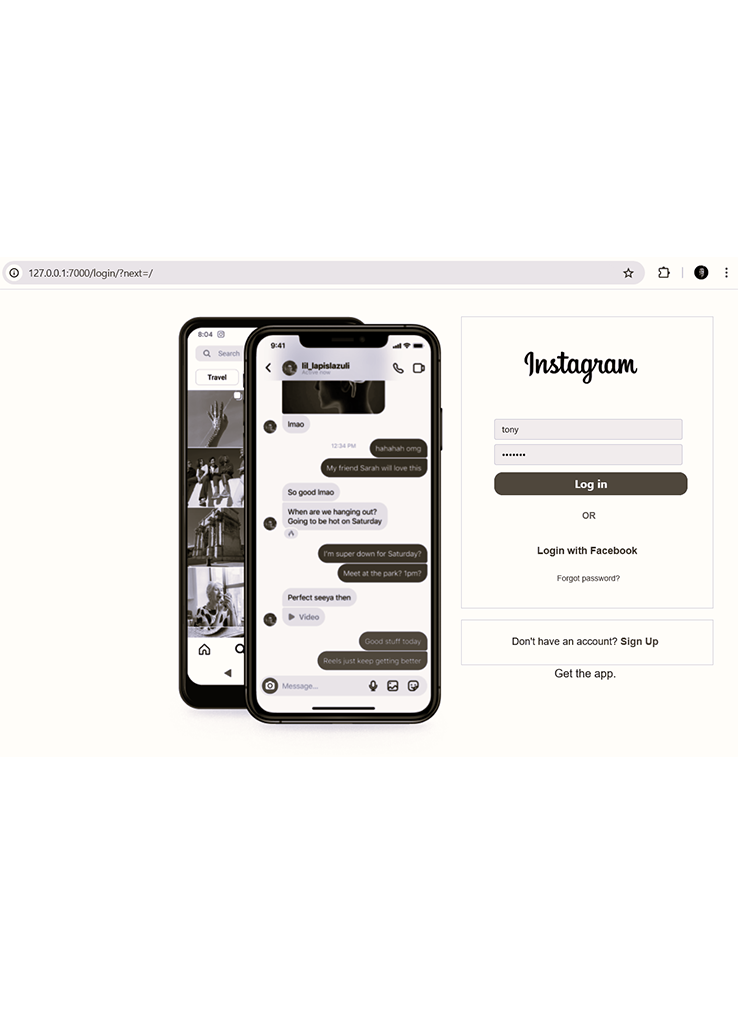 127.0.0.1:7000/login/?next=/
8:04
Search
Travel
9:41
lil_lapislazuli
Active now
lmao
12:34 PM
hahahah omg
My friend Sarah will love this
So good lmao
When are we hanging out?
Going to be hot on Saturday
I'm super down for Saturday?
Meet at the park? 1pm?
Perfect seeya then
Video
Good stuff today
Reels just keep getting better
Message...
Instagram
tony
•••••••
Log in
OR
Login with Facebook
Forgot password?
Don't have an account? Sign Up
Get the app.